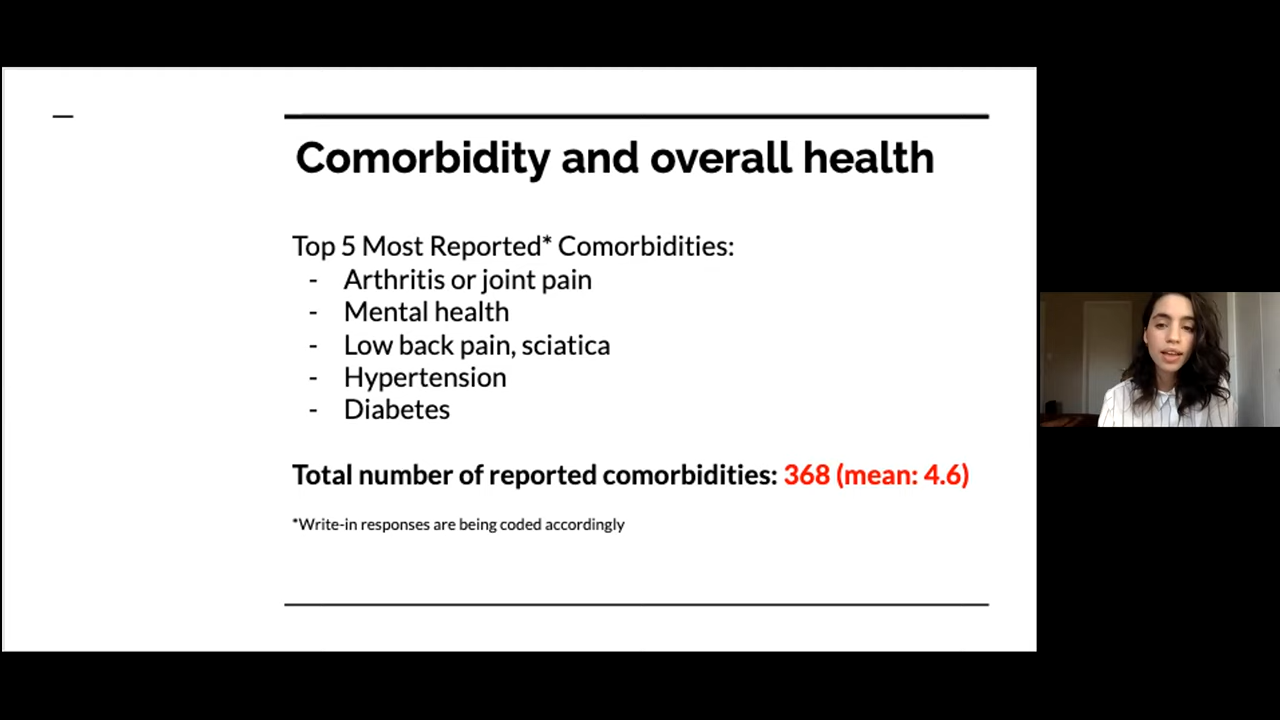 Comorbidity and overall health
Top 5 Most Reported* Comorbidities:
- Arthritis or joint pain
- Mental health
- Low back pain, sciatica
- Hypertension
- Diabetes
Total number of reported comorbidities: 368 (mean: 4.6)
*Write-in responses are being coded accordingly